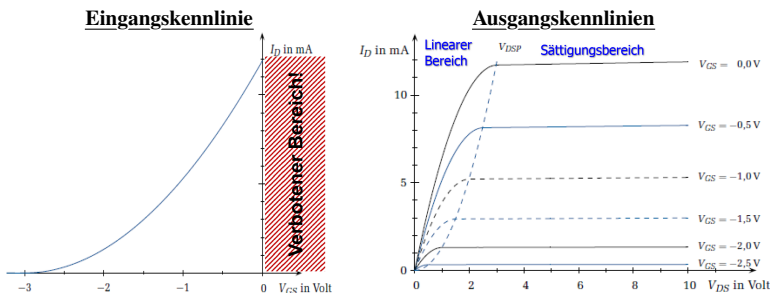 Eingangskennlinie
I_D in mA
Verbotener Bereich!
−3 −2 −1 0
V_GS in Volt
Ausgangskennlinien
I_D in mA
Linearer
Bereich
V_DSP
Sättigungsbereich
10
5
0
0 2 4 6 8 10
V_DS in Volt
V_GS = 0,0 V
V_GS = −0,5 V
V_GS = −1,0 V
V_GS = −1,5 V
V_GS = −2,0 V
V_GS = −2,5 V